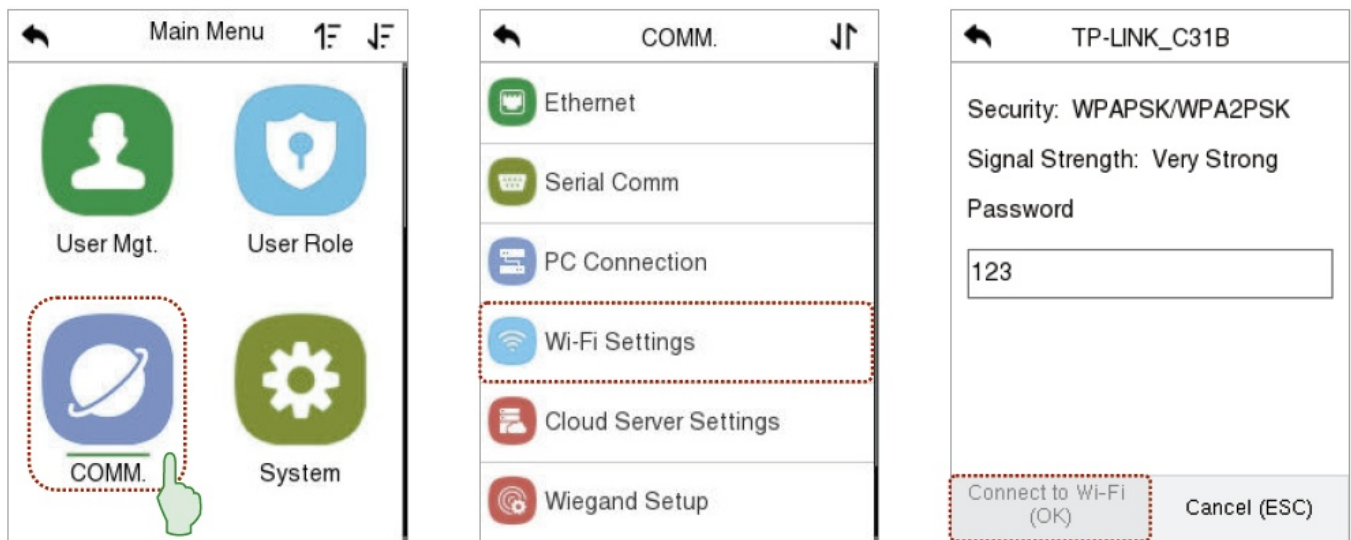 Main Menu
User Mgt.
User Role
COMM.
System
COMM.
Ethernet
Serial Comm
PC Connection
Wi-Fi Settings
Cloud Server Settings
Wiegand Setup
TP-LINK_C31B
Security: WPAPSK/WPA2PSK
Signal Strength: Very Strong
Password
123
Connect to Wi-Fi
(OK)
Cancel (ESC)